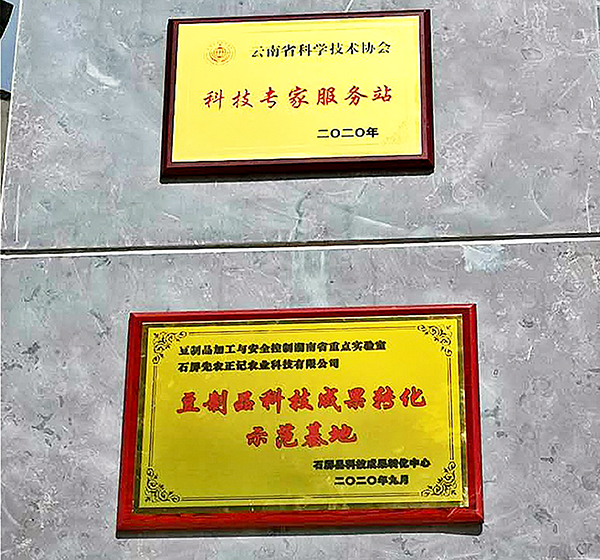 云南省科学技术协会
科技专家服务站
二〇二〇年
豆制品加工与安全控制湖南省重点实验室
石屏先农正记农业科技有限公司
豆制品科技成果转化
示范基地
石屏县科技成果转化中心
二〇二〇年九月